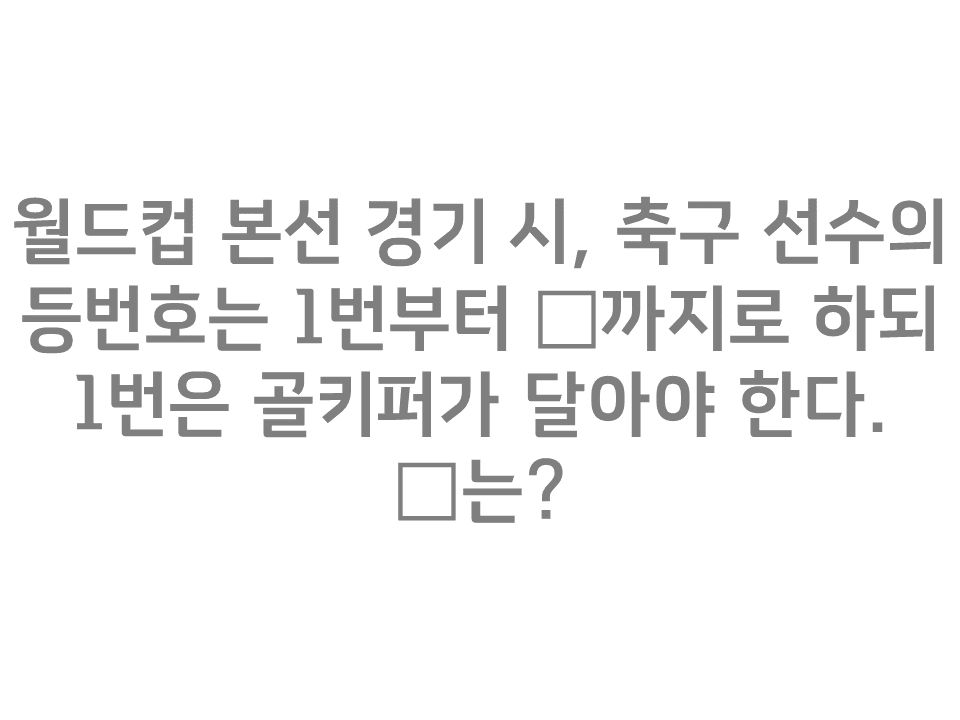 월드컵 본선 경기 시, 축구 선수의
등번호는 1번부터 □까지로 하되
1번은 골키퍼가 달아야 한다.
□는?